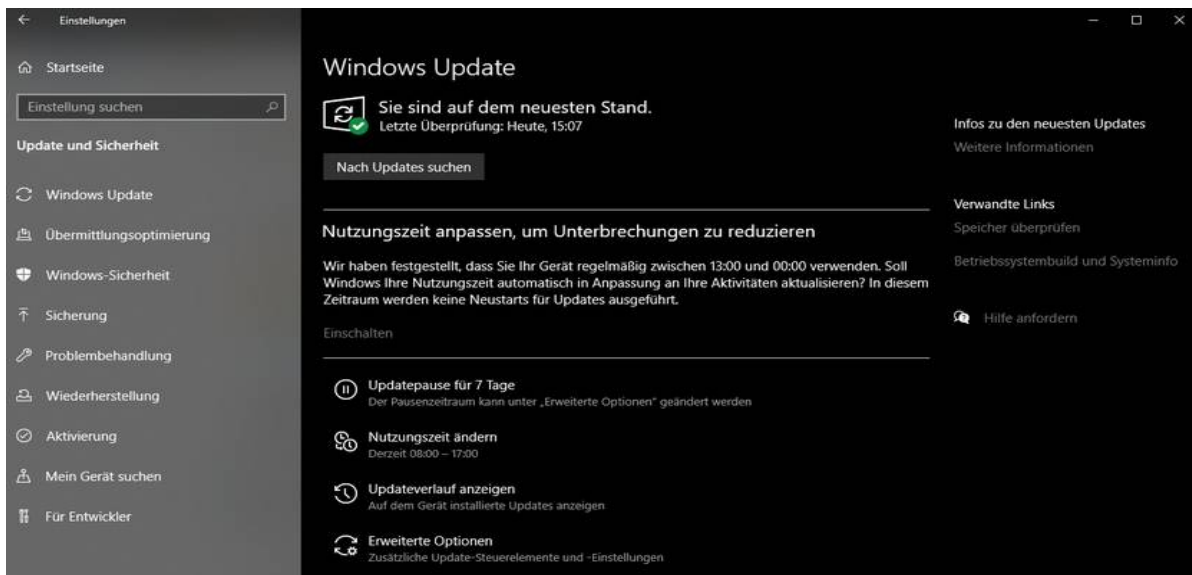 Einstellungen
Startseite
Einstellung suchen
Update und Sicherheit
Windows Update
Übermittlungsoptimierung
Windows-Sicherheit
Sicherung
Problembehandlung
Wiederherstellung
Aktivierung
Mein Gerät suchen
Für Entwickler
Windows Update
Sie sind auf dem neuesten Stand.
Letzte Überprüfung: Heute, 15:07
Nach Updates suchen
Nutzungszeit anpassen, um Unterbrechungen zu reduzieren
Wir haben festgestellt, dass Sie Ihr Gerät regelmäßig zwischen 13:00 und 00:00 verwenden. Soll
Windows Ihre Nutzungszeit automatisch in Anpassung an Ihre Aktivitäten aktualisieren? In diesem
Zeitraum werden keine Neustarts für Updates ausgeführt.
Einschalten
Updatepause für 7 Tage
Der Pausenzeitraum kann unter „Erweiterte Optionen" geändert werden
Nutzungszeit ändern
Derzeit 08:00 – 17:00
Updateverlauf anzeigen
Auf dem Gerät installierte Updates anzeigen
Erweiterte Optionen
Zusätzliche Update-Steuerelemente und -Einstellungen
Infos zu den neuesten Updates
Weitere Informationen
Verwandte Links
Speicher überprüfen
Betriebssystembuild und Systeminfo
Hilfe anfordern